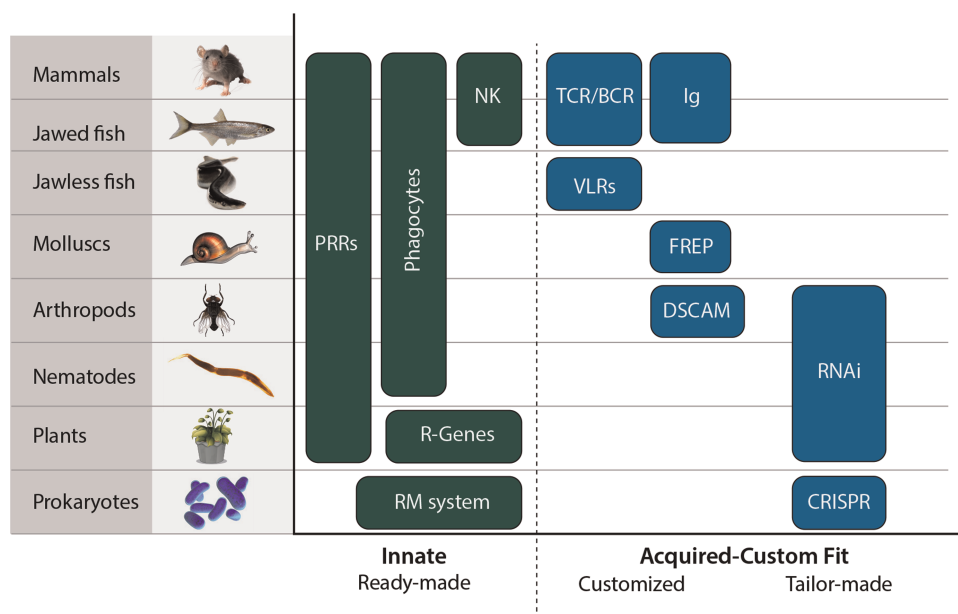 Mammals
NK
TCR/BCR
Ig
Jawed fish
Jawless fish
VLRs
Phagocytes
PRRs
Molluscs
FREP
Arthropods
DSCAM
Nematodes
RNAi
Plants
R-Genes
Prokaryotes
RM system
CRISPR
Innate
Acquired-Custom Fit
Ready-made
Customized
Tailor-made